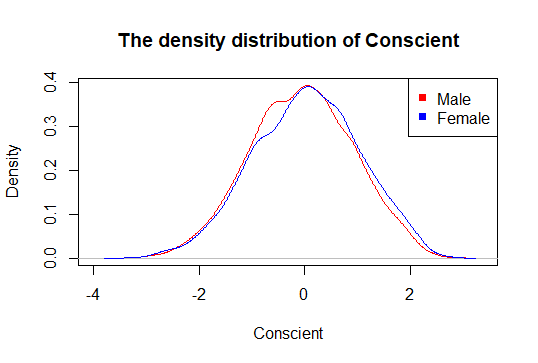 The density distribution of Conscient
Male
Female
Density
0.4
0.3
0.2
0.1
0.0
-4
-2
0
2
Conscient